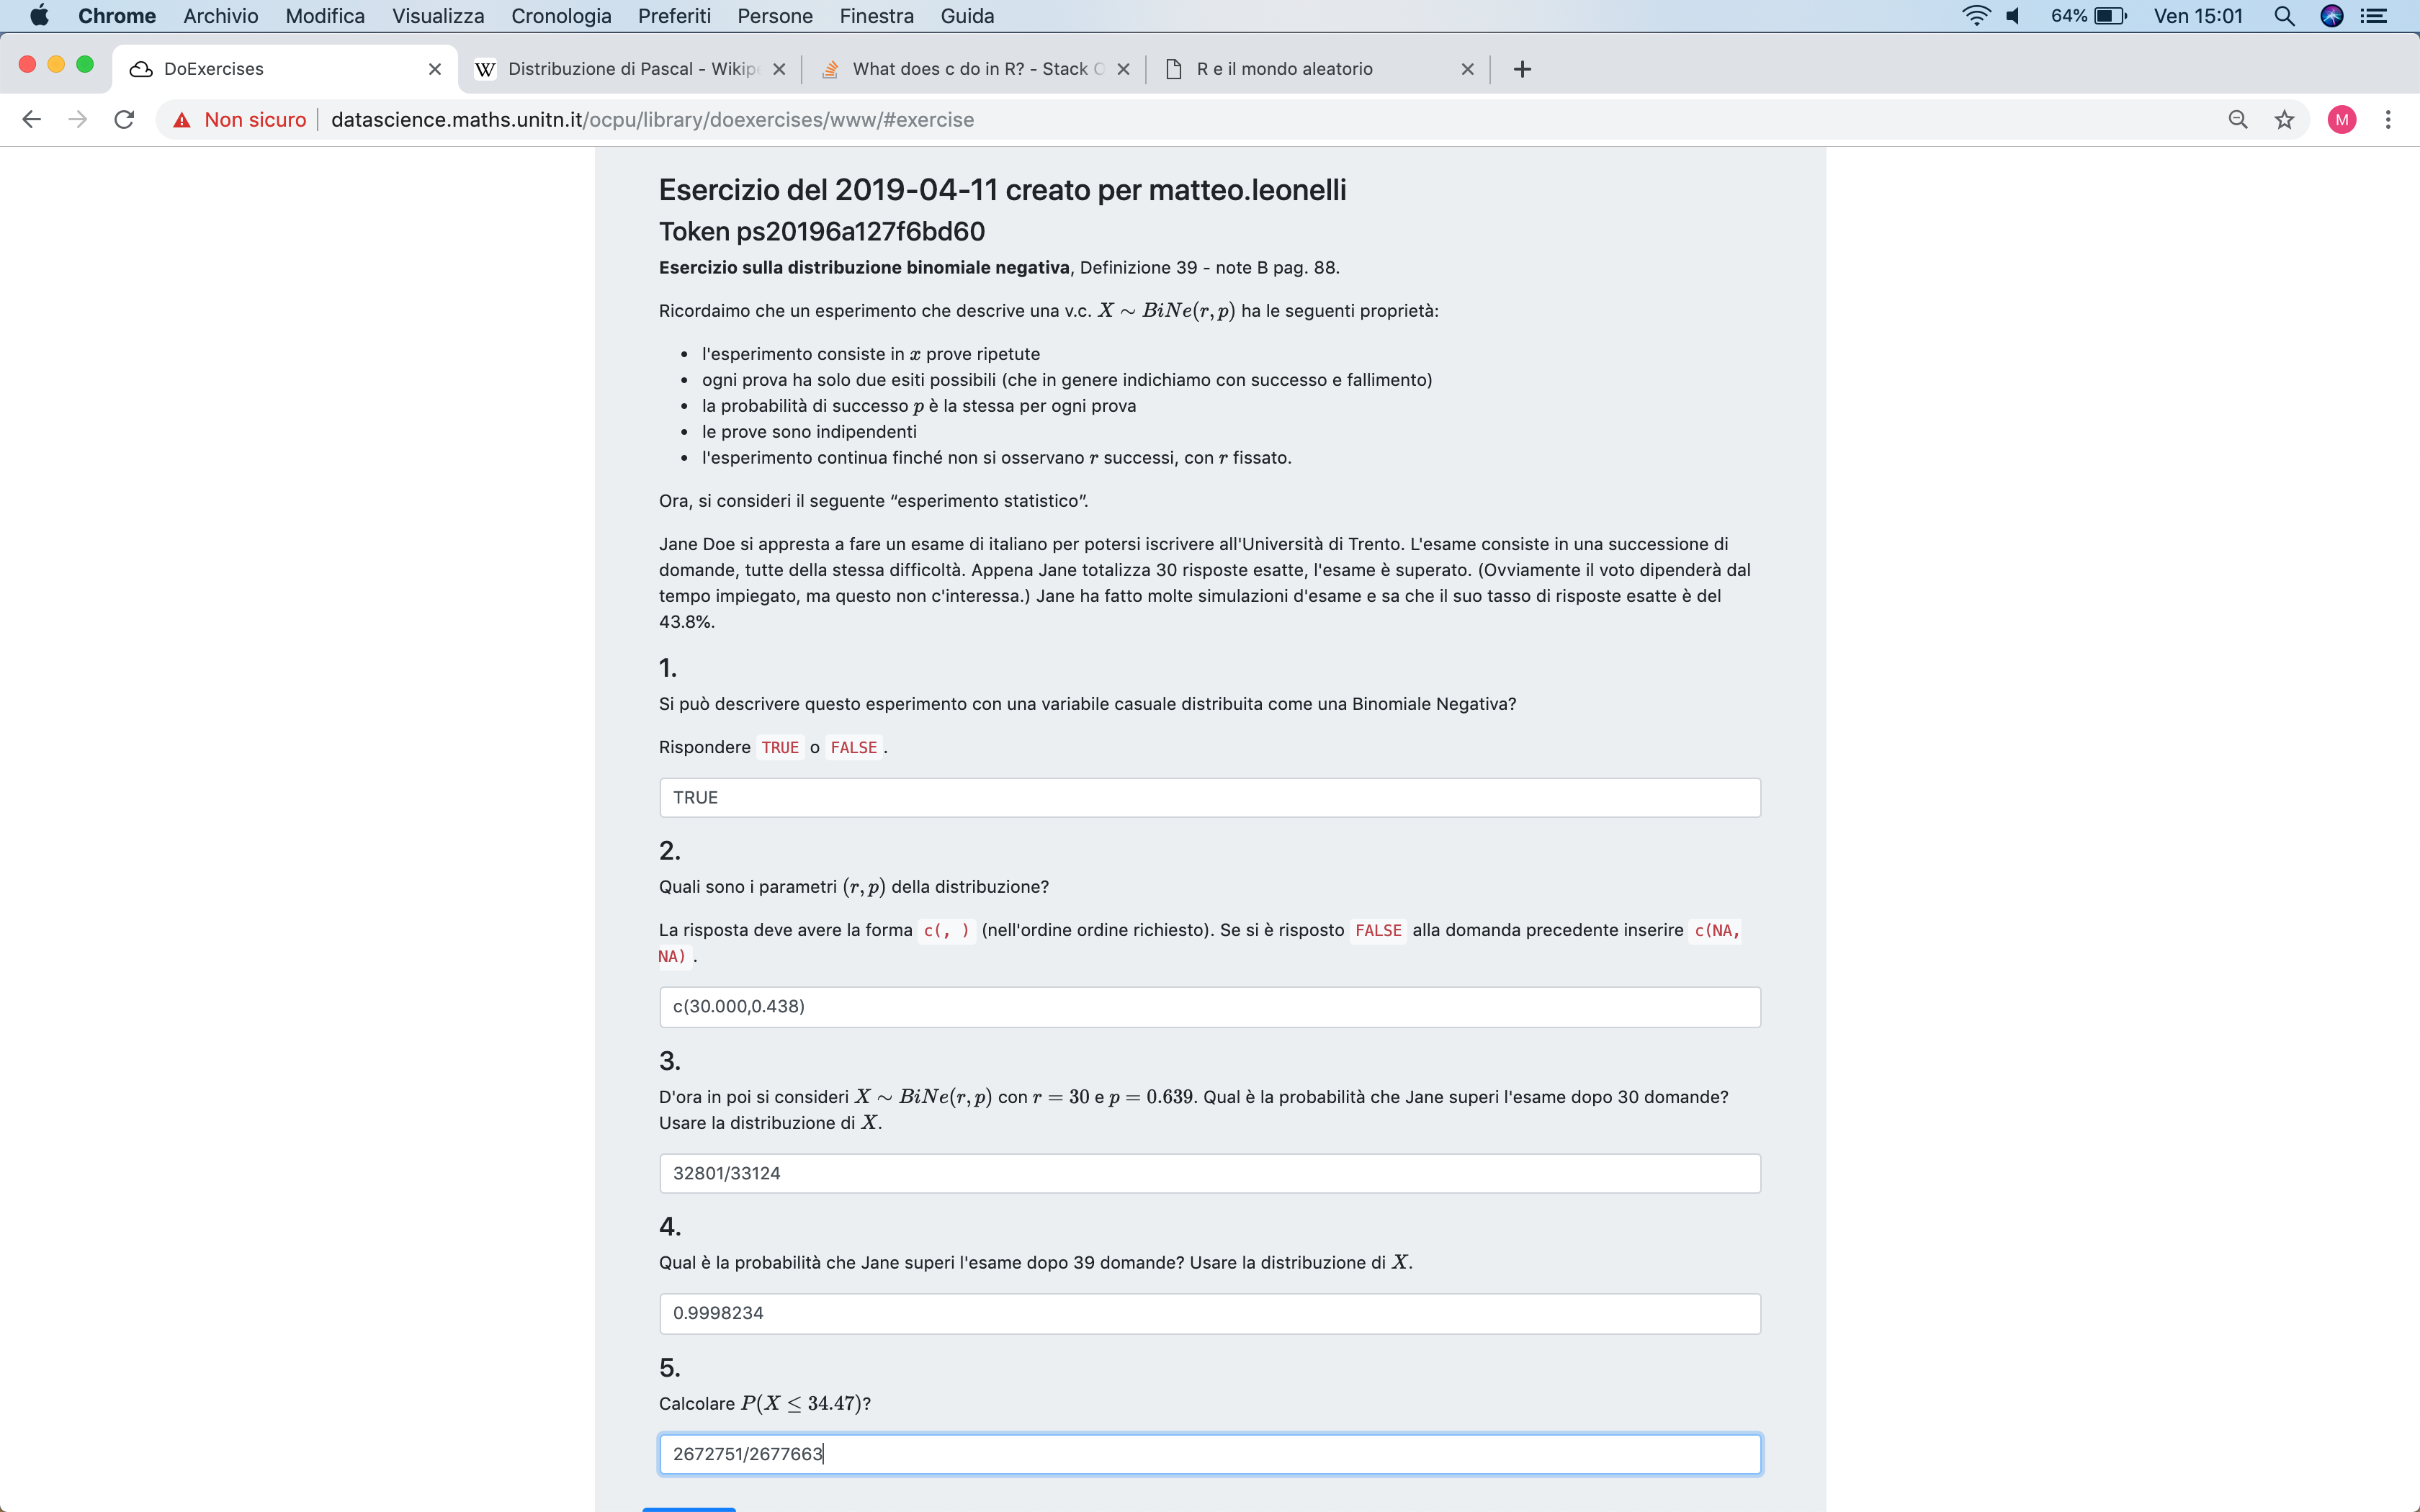 Chrome Archivio Modifica Visualizza Cronologia Preferiti Persone Finestra Guida 64% Ven 15:01
DoExercises W Distribuzione di Pascal - Wikip What does c do in R? - Stack R e il mondo aleatorio
Non sicuro datascience.maths.unitn.it/ocpu/library/doexercises/www/#exercise M
Esercizio del 2019-04-11 creato per matteo.leonelli
Token ps20196a127f6bd60
Esercizio sulla distribuzione binomiale negativa, Definizione 39 - note B pag. 88.
Ricordaimo che un esperimento che descrive una v.c. X ∼ BiNe(r, p) ha le seguenti proprietà:
• l'esperimento consiste in x prove ripetute
• ogni prova ha solo due esiti possibili (che in genere indichiamo con successo e fallimento)
• la probabilità di successo p è la stessa per ogni prova
• le prove sono indipendenti
• l'esperimento continua finché non si osservano r successi, con r fissato.
Ora, si consideri il seguente “esperimento statistico”.
Jane Doe si appresta a fare un esame di italiano per potersi iscrivere all'Università di Trento. L'esame consiste in una successione di
domande, tutte della stessa difficoltà. Appena Jane totalizza 30 risposte esatte, l'esame è superato. (Ovviamente il voto dipenderà dal
tempo impiegato, ma questo non c'interessa.) Jane ha fatto molte simulazioni d'esame e sa che il suo tasso di risposte esatte è del
43.8%.
1.
Si può descrivere questo esperimento con una variabile casuale distribuita come una Binomiale Negativa?
Rispondere TRUE o FALSE.
TRUE
2.
Quali sono i parametri (r, p) della distribuzione?
La risposta deve avere la forma c(, ) (nell'ordine ordine richiesto). Se si è risposto FALSE alla domanda precedente inserire c(NA,
NA).
c(30.000,0.438)
3.
D'ora in poi si consideri X ∼ BiNe(r, p) con r = 30 e p = 0.639. Qual è la probabilità che Jane superi l'esame dopo 30 domande?
Usare la distribuzione di X.
32801/33124
4.
Qual è la probabilità che Jane superi l'esame dopo 39 domande? Usare la distribuzione di X.
0.9998234
5.
Calcolare P(X ≤ 34.47)?
2672751/2677663